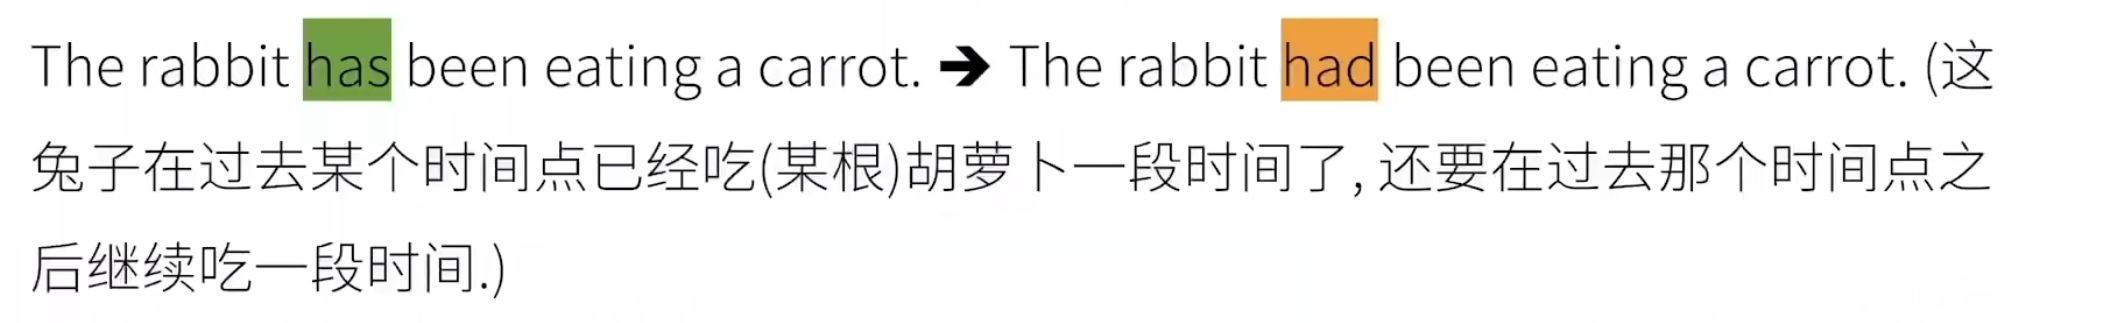 The rabbit has been eating a carrot. ➔ The rabbit had been eating a carrot. (这
兔子在过去某个时间点已经吃(某根)胡萝卜一段时间了, 还要在过去那个时间点之
后继续吃一段时间.)